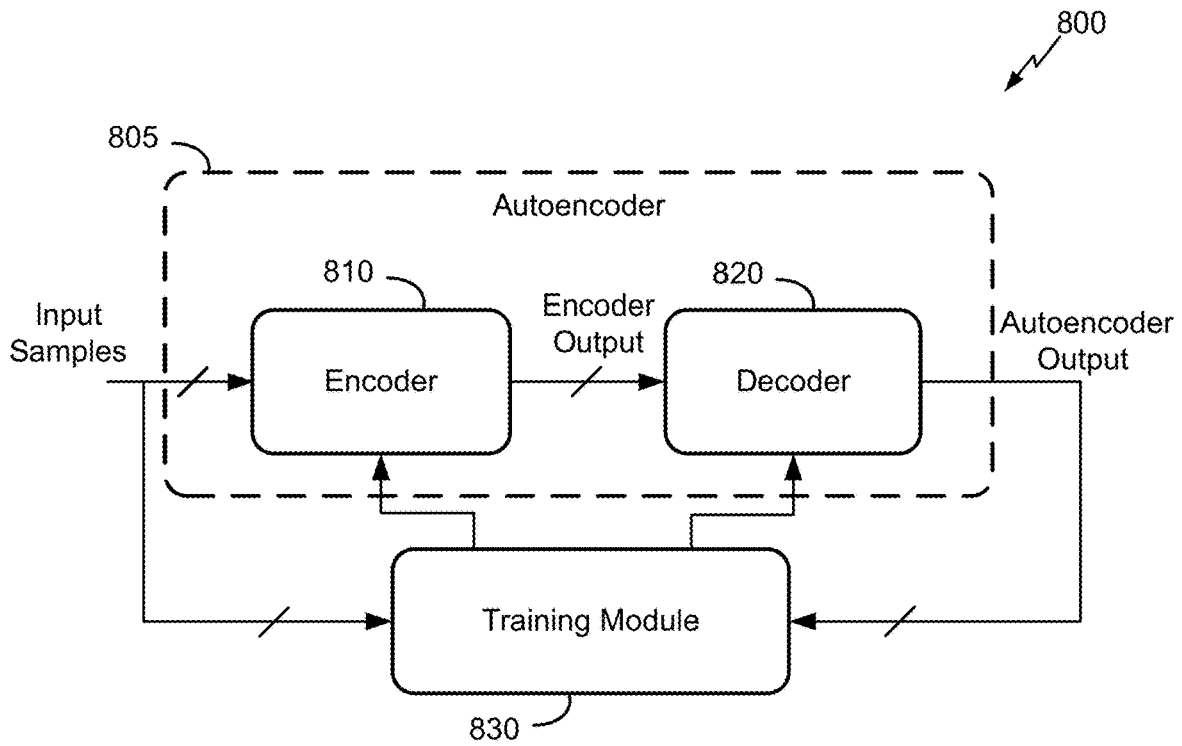 800
805
Autoencoder
810
820
Input
Samples
Encoder
Output
Autoencoder
Output
Encoder
Decoder
Training Module
830